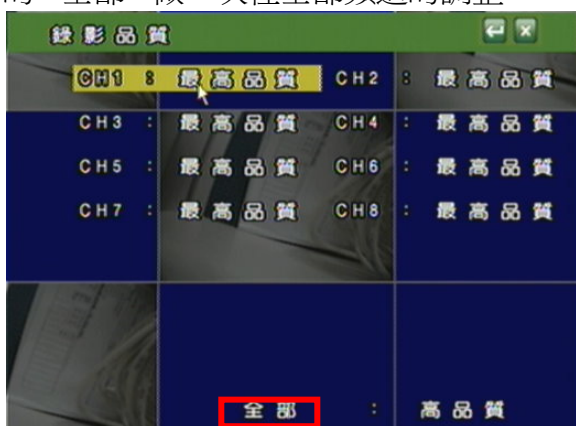 錄影品質
CH1 : 最高品質 CH2 : 最高品質
CH3 : 最高品質 CH4 : 最高品質
CH5 : 最高品質 CH6 : 最高品質
CH7 : 最高品質 CH8 : 最高品質
全部 : 高品質